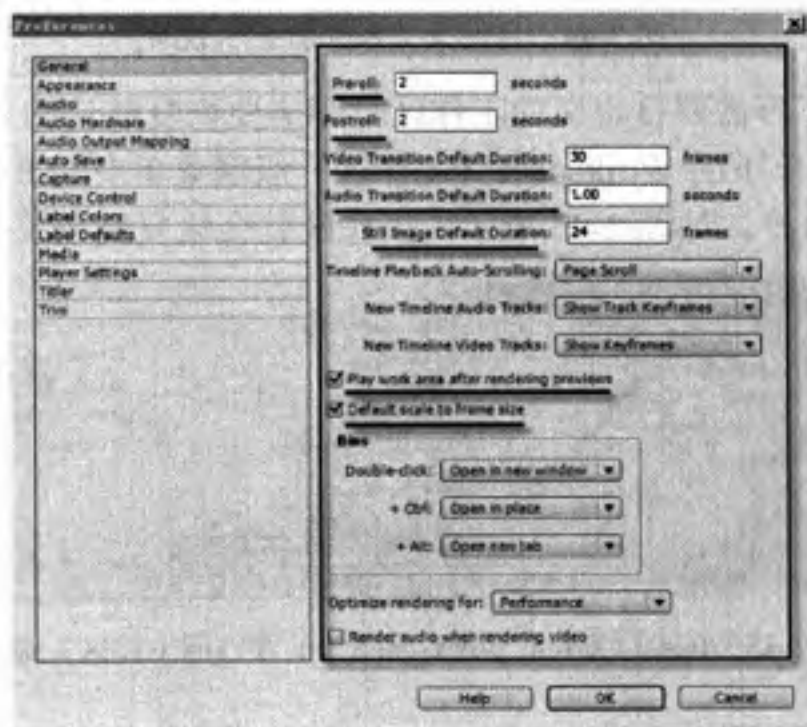 Preferences
General
Appearance
Audio
Audio Hardware
Audio Output Mapping
Auto Save
Capture
Device Control
Label Colors
Label Defaults
Media
Player Settings
Titler
Trim
Preroll: 2 seconds
Postroll: 2 seconds
Video Transition Default Duration: 30 frames
Audio Transition Default Duration: 1.00 seconds
Still Image Default Duration: 24 frames
Timeline Playback Auto-Scrolling: Page Scroll
New Timeline Audio Tracks: Show Track Keyframes
New Timeline Video Tracks: Show Keyframes
Play work area after rendering previews
Default scale to frame size
Bins
Double-click: Open in new window
+ Ctrl: Open in place
+ Alt: Open new tab
Optimize rendering for: Performance
Render audio when rendering video
Help OK Cancel